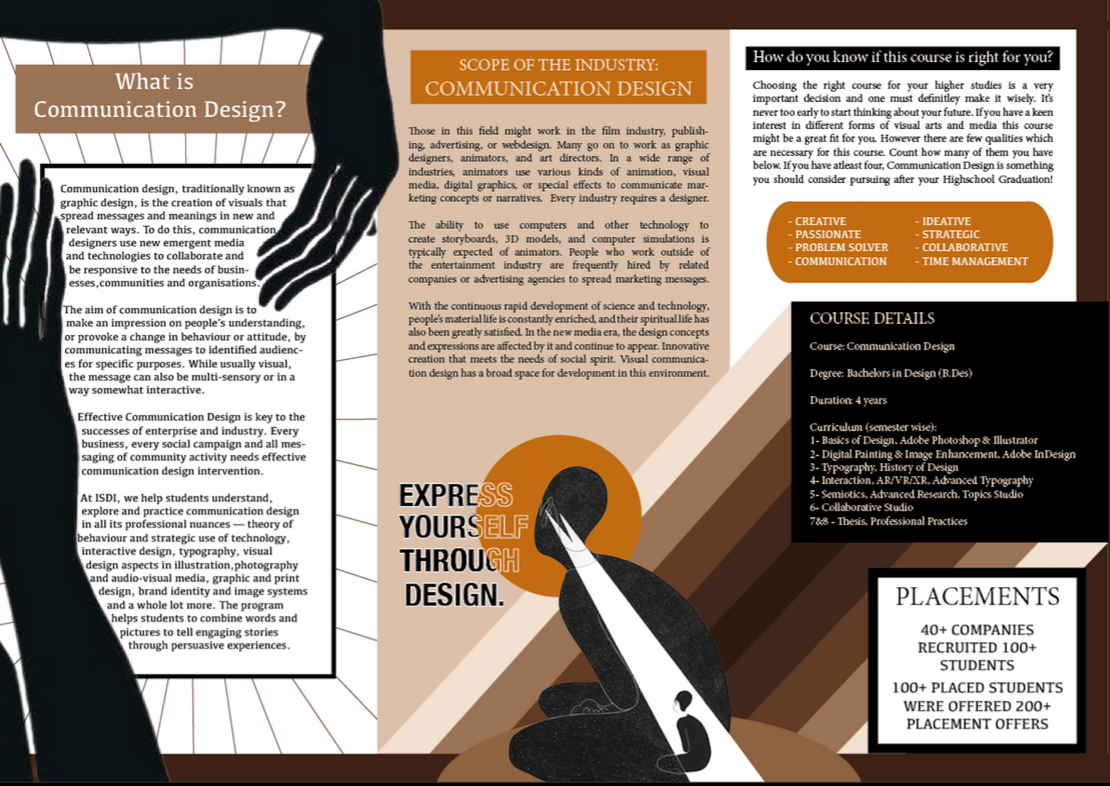 What is
Communication Design?
Communication design, traditionally known as
graphic design, is the creation of visuals that
spread messages and meanings in new and
relevant ways. To do this, communication
designers use new emergent media
and technologies to collaborate and
be responsive to the needs of busin-
esses,communities and organisations.
The aim of communication design is to
make an impression on people's understanding,
or provoke a change in behaviour or attitude, by
communicating messages to identified audienc-
es for specific purposes. While usually visual,
the message can also be multi-sensory or in a
way somewhat interactive.
Effective Communication Design is key to the
successes of enterprise and industry. Every
business, every social campaign and all mes-
saging of community activity needs effective
communication design intervention.
At ISDI, we help students understand,
explore and practice communication design
in all its professional nuances — theory of
behaviour and strategic use of technology,
interactive design, typography, visual
design aspects in illustration,photography
and audio-visual media, graphic and print
design, brand identity and image systems
and a whole lot more. The program
helps students to combine words and
pictures to tell engaging stories
through persuasive experiences.
SCOPE OF THE INDUSTRY:
COMMUNICATION DESIGN
Those in this field might work in the film industry, publish-
ing, advertising, or webdesign. Many go on to work as graphic
designers, animators, and art directors. In a wide range of
industries, animators use various kinds of animation, visual
media, digital graphics, or special effects to communicate mar-
keting concepts or narratives. Every industry requires a designer.
The ability to use computers and other technology to
create storyboards, 3D models, and computer simulations is
typically expected of animators. People who work outside of
the entertainment industry are frequently hired by related
companies or advertising agencies to spread marketing messages.
With the continuous rapid development of science and technology,
people's material life is constantly enriched, and their spiritual life has
also been greatly satisfied. In the new media era, the design concepts
and expressions are affected by it and continue to appear. Innovative
creation that meets the needs of social spirit. Visual communica-
tion design has a broad space for development in this environment.
EXPRESS
YOURSELF
THROUGH
DESIGN.
How do you know if this course is right for you?
Choosing the right course for your higher studies is a very
important decision and one must definitley make it wisely. It's
never too early to start thinking about your future. If you have a keen
interest in different forms of visual arts and media this course
might be a great fit for you. However there are few qualities which
are necessary for this course. Count how many of them you have
below. If you have atleast four, Communication Design is something
you should consider pursuing after your Highschool Graduation!
- CREATIVE
- PASSIONATE
- PROBLEM SOLVER
- COMMUNICATION
- IDEATIVE
- STRATEGIC
- COLLABORATIVE
- TIME MANAGEMENT
COURSE DETAILS
Course: Communication Design
Degree: Bachelors in Design (B.Des)
Duration: 4 years
Curriculum (semester wise):
1- Basics of Design, Adobe Photoshop & Illustrator
2- Digital Painting & Image Enhancement, Adobe InDesign
3- Typography, History of Design
4- Interaction, AR/VR/XR, Advanced Typography
5- Semiotics, Advanced Research, Topics Studio
6- Collaborative Studio
7&8 - Thesis, Professional Practices
PLACEMENTS
40+ COMPANIES
RECRUITED 100+
STUDENTS
100+ PLACED STUDENTS
WERE OFFERED 200+
PLACEMENT OFFERS